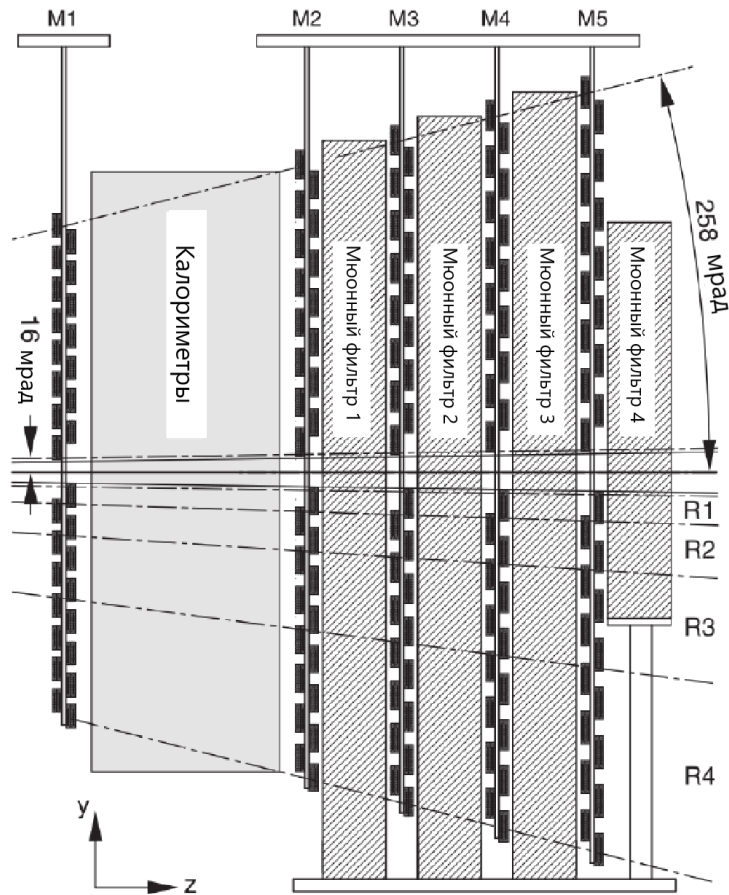 M1
M2
M3
M4
M5
258 мрад
16 мрад
Калориметры
Мюонный фильтр 1
Мюонный фильтр 2
Мюонный фильтр 3
Мюонный фильтр 4
R1
R2
R3
R4
y
z